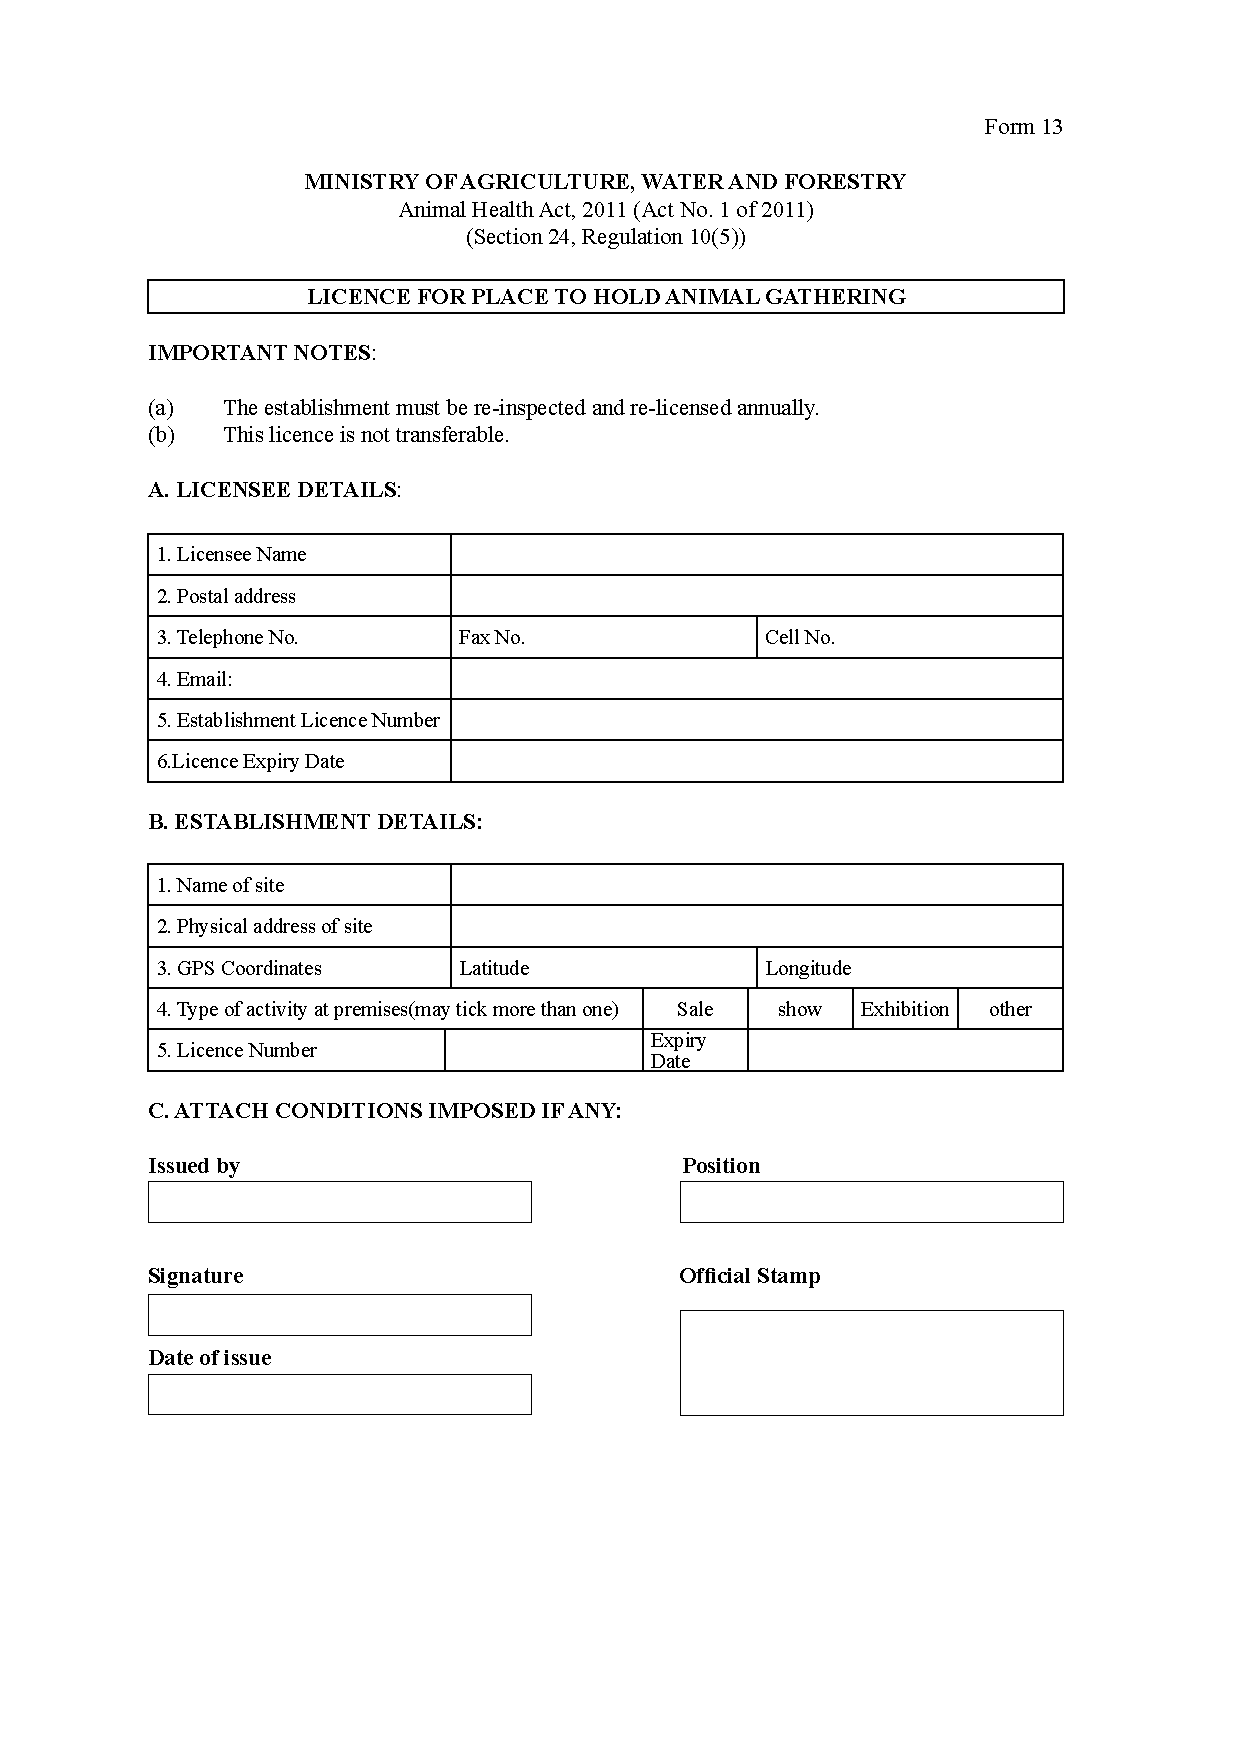 Form 13
MINISTRY OF AGRICULTURE, WATER AND FORESTRY
Animal Health Act, 2011 (Act No. 1 of 2011)
(Section 24, Regulation 10(5))
LICENCE FOR PLACE TO HOLD ANIMAL GATHERING
IMPORTANT NOTES:
(a) The establishment must be re-inspected and re-licensed annually.
(b) This licence is not transferable.
A. LICENSEE DETAILS:
1. Licensee Name
2. Postal address
3. Telephone No. Fax No. Cell No.
4. Email:
5. Establishment Licence Number
6.Licence Expiry Date
B. ESTABLISHMENT DETAILS:
1. Name of site
2. Physical address of site
3. GPS Coordinates Latitude Longitude
4. Type of activity at premises(may tick more than one) Sale show Exhibition other
5. Licence Number Expiry
Date
C. ATTACH CONDITIONS IMPOSED IF ANY:
Issued by Position
Signature Official Stamp
Date of issue